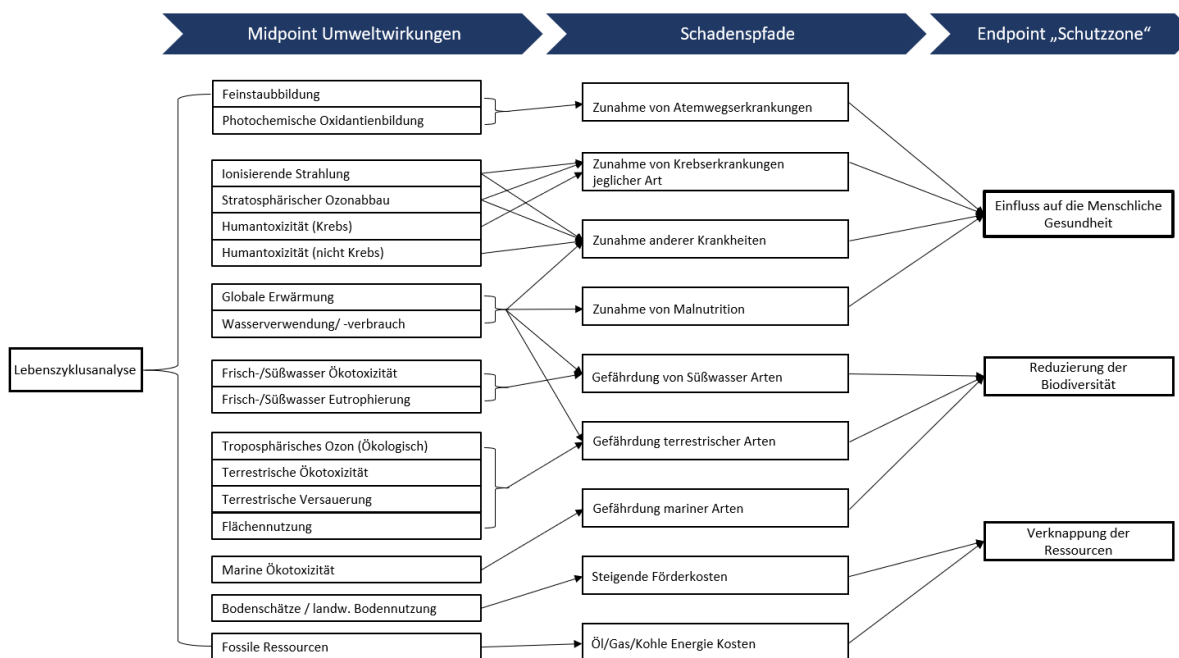 Midpoint Umweltwirkungen
Schadenspfade
Endpoint „Schutzzone“
Lebenszyklusanalyse
Feinstaubbildung
Photochemische Oxidantienbildung
Ionisierende Strahlung
Stratosphärischer Ozonabbau
Humantoxizität (Krebs)
Humantoxizität (nicht Krebs)
Globale Erwärmung
Wasserverwendung/ -verbrauch
Frisch-/Süßwasser Ökotoxizität
Frisch-/Süßwasser Eutrophierung
Troposphärisches Ozon (Ökologisch)
Terrestrische Ökotoxizität
Terrestrische Versauerung
Flächennutzung
Marine Ökotoxizität
Bodenschätze / landw. Bodennutzung
Fossile Ressourcen
Zunahme von Atemwegserkrankungen
Zunahme von Krebserkrankungen
jeglicher Art
Zunahme anderer Krankheiten
Zunahme von Malnutrition
Gefährdung von Süßwasser Arten
Gefährdung terrestrischer Arten
Gefährdung mariner Arten
Steigende Förderkosten
Öl/Gas/Kohle Energie Kosten
Einfluss auf die Menschliche
Gesundheit
Reduzierung der
Biodiversität
Verknappung der
Ressourcen